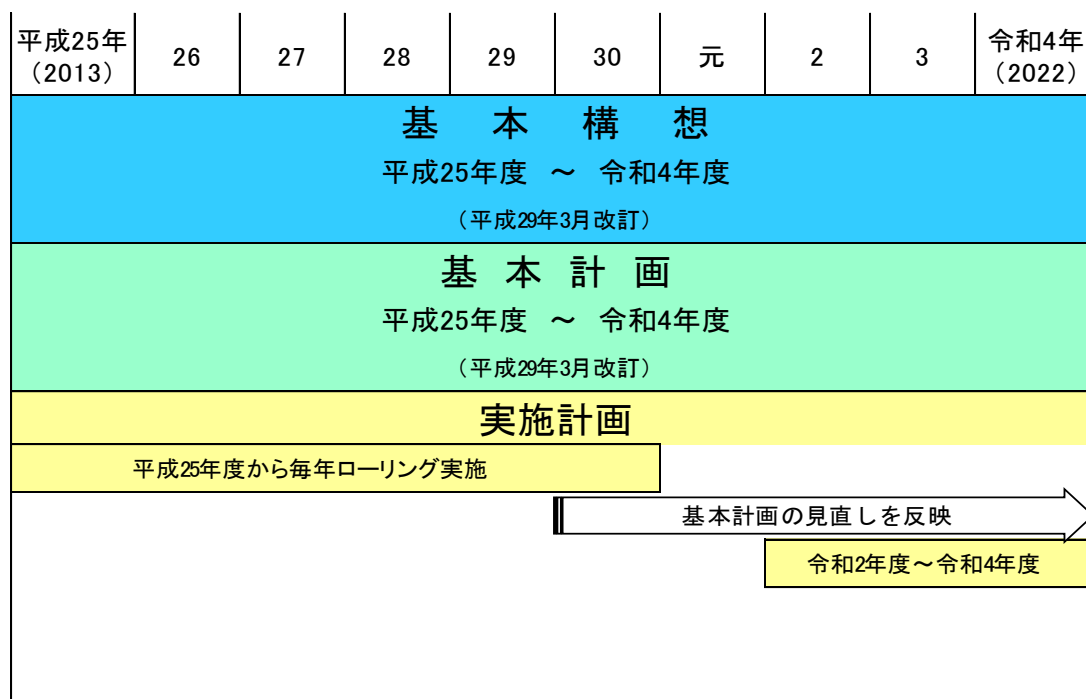 平成25年
（2013）
26
27
28
29
30
元
2
3
令和4年
（2022）
基本構想
平成25年度 ～ 令和4年度
（平成29年3月改訂）
基本計画
平成25年度 ～ 令和4年度
（平成29年3月改訂）
実施計画
平成25年度から毎年ローリング実施
基本計画の見直しを反映
令和2年度～令和4年度